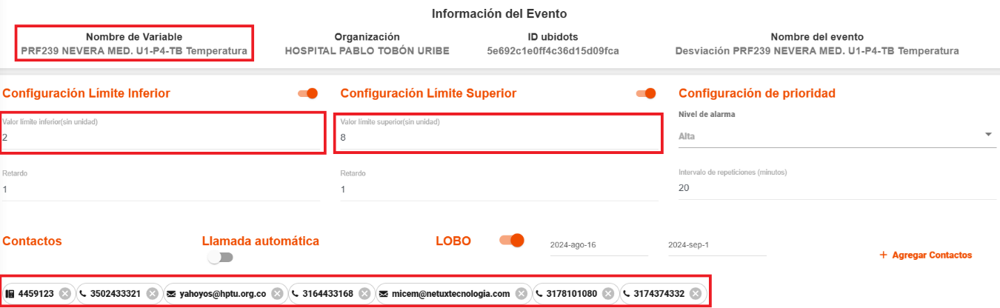 Información del Evento
Nombre de Variable
PRF239 NEVERA MED. U1-P4-TB Temperatura
Organización
HOSPITAL PABLO TOBÓN URIBE
ID ubidots
5e692c1e0ff4c36d15d09fca
Nombre del evento
Desviación PRF239 NEVERA MED. U1-P4-TB Temperatura
Configuración Límite Inferior
Valor límite inferior(sin unidad)
2
Retardo
1
Configuración Límite Superior
Valor límite superior(sin unidad)
8
Retardo
1
Configuración de prioridad
Nivel de alarma
Alta
Intervalo de repeticiones (minutos)
20
Contactos
Llamada automática
LOBO
2024-ago-16
2024-sep-1
+ Agregar Contactos
4459123
3502433321
yahoyos@hptu.org.co
3164433168
micem@netuxtecnologia.com
3178101080
3174374332